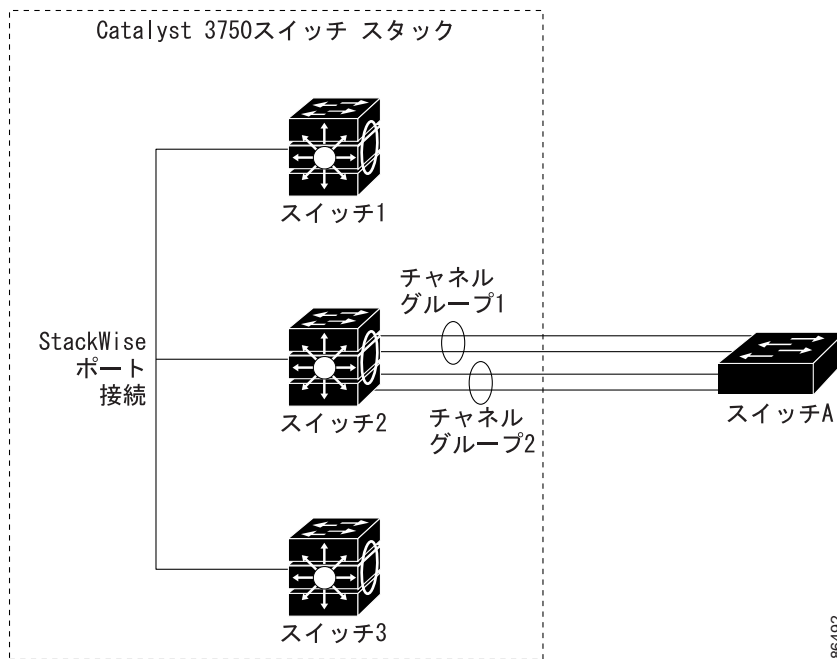 Catalyst 3750スイッチ スタック
スイッチ1
チャネル
グループ1
StackWise
ポート
接続
スイッチ2
チャネル
グループ2
スイッチA
スイッチ3
86492